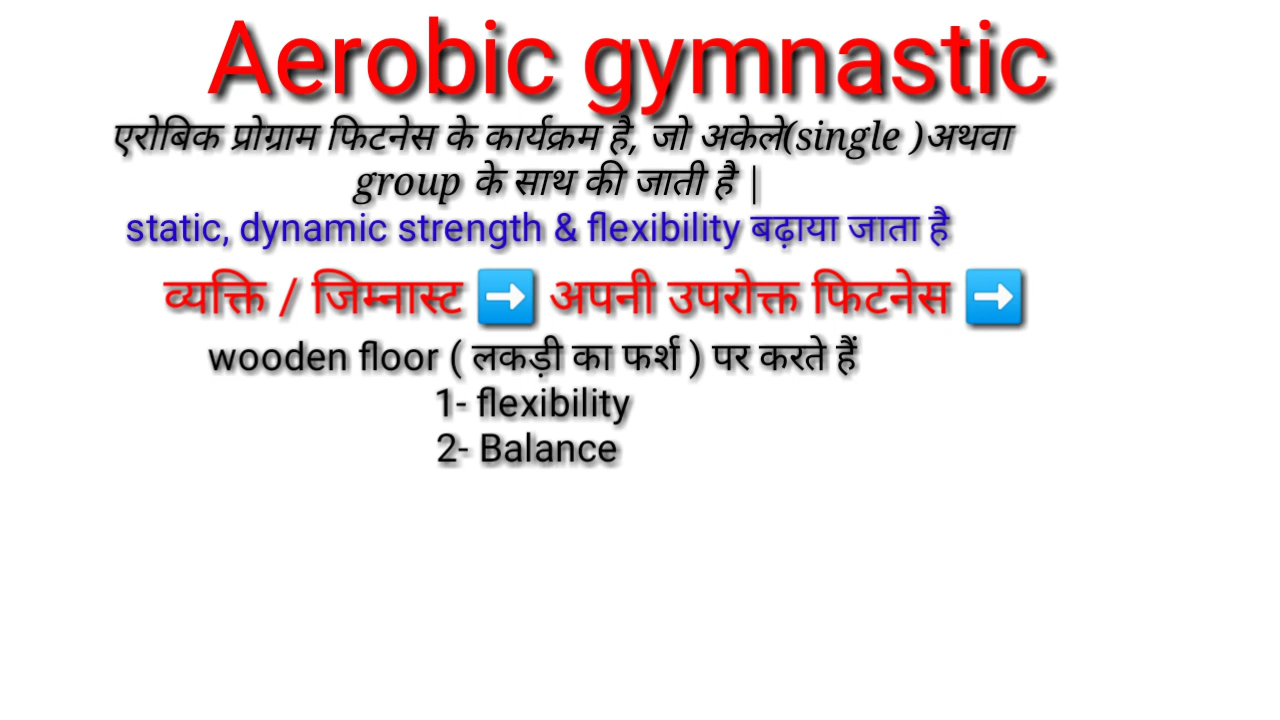 Aerobic gymnastic
एरोबिक प्रोग्राम फिटनेस के कार्यक्रम है, जो अकेले(single )अथवा
group के साथ की जाती है |
static, dynamic strength & flexibility बढ़ाया जाता है
व्यक्ति / जिम्नास्ट ➡️ अपनी उपरोक्त फिटनेस ➡️
wooden floor ( लकड़ी का फर्श ) पर करते हैं
1- flexibility
2- Balance